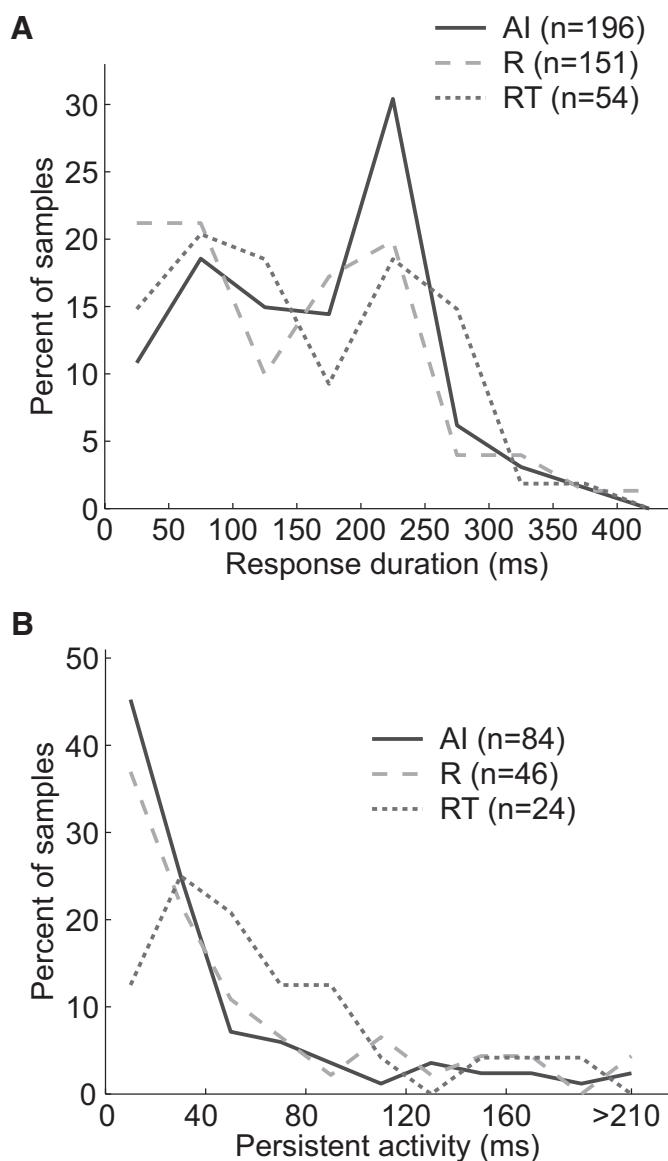 A
AI (n=196)
R (n=151)
RT (n=54)
Percent of samples
30
25
20
15
10
5
0
0 50 100 150 200 250 300 350 400
Response duration (ms)
B
AI (n=84)
R (n=46)
RT (n=24)
Percent of samples
50
40
30
20
10
0
0 40 80 120 160 >210
Persistent activity (ms)